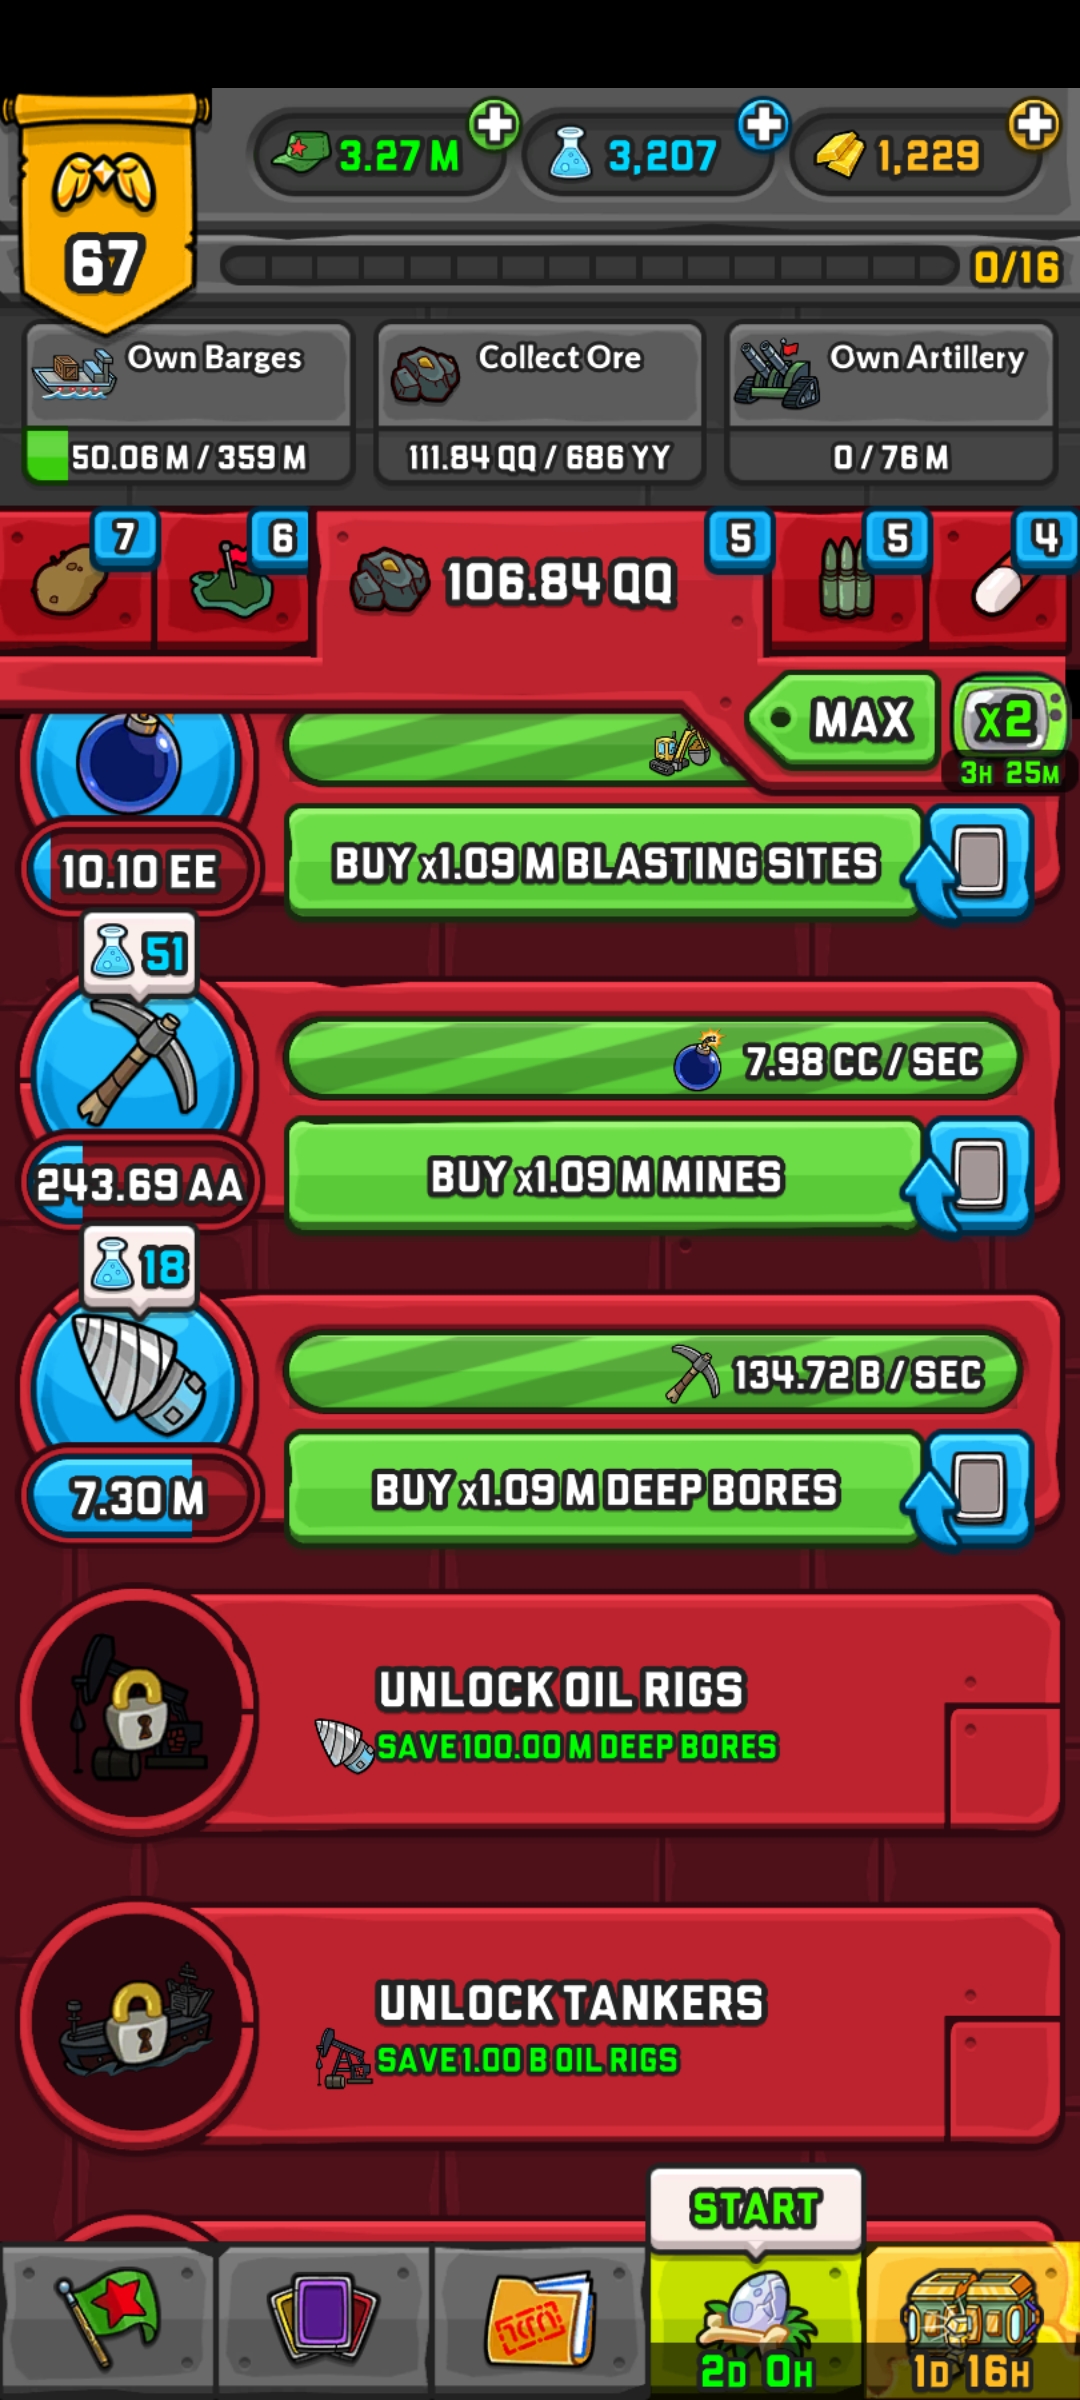 3.27 M
3,207
1,229
67
0/16
Own Barges
50.06 M / 359 M
Collect Ore
111.84 QQ / 686 YY
Own Artillery
0 / 76 M
7
6
106.84 QQ
5
5
4
MAX
x2
3H 25M
10.10 EE
BUY x1.09 M BLASTING SITES
51
7.98 CC / SEC
243.69 AA
BUY x1.09 M MINES
18
134.72 B / SEC
7.30 M
BUY x1.09 M DEEP BORES
UNLOCK OIL RIGS
SAVE 100.00 M DEEP BORES
UNLOCK TANKERS
SAVE 1.00 B OIL RIGS
START
2D 0H
1D 16H